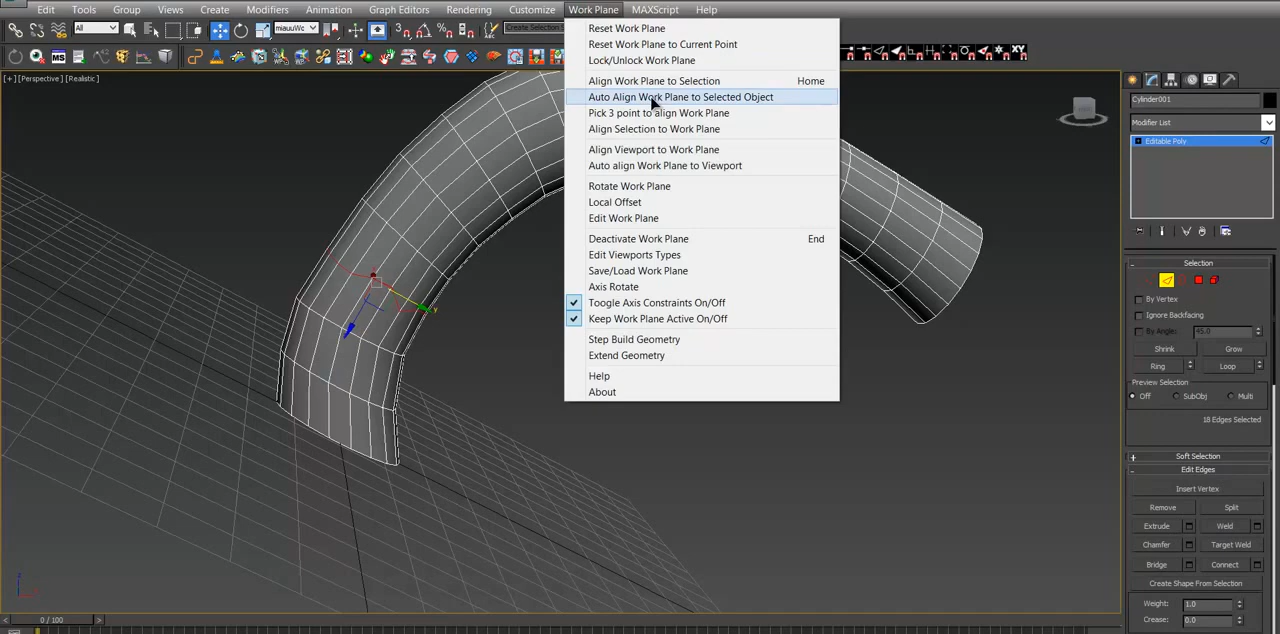 Edit Tools Group Views Create Modifiers Animation Graph Editors Rendering Customize Work Plane MAXScript Help
All
miauuWc
Create Selection
MS
XY
[+] [Perspective] [Realistic]
Reset Work Plane
Reset Work Plane to Current Point
Lock/Unlock Work Plane
Align Work Plane to Selection Home
Auto Align Work Plane to Selected Object
Pick 3 point to align Work Plane
Align Selection to Work Plane
Align Viewport to Work Plane
Auto align Work Plane to Viewport
Rotate Work Plane
Local Offset
Edit Work Plane
Deactivate Work Plane End
Edit Viewports Types
Save/Load Work Plane
Axis Rotate
Toogle Axis Constraints On/Off
Keep Work Plane Active On/Off
Step Build Geometry
Extend Geometry
Help
About
y
z
0 / 100
Cylinder001
Modifier List
Editable Poly
Selection
By Vertex
Ignore Backfacing
By Angle: 45.0
Shrink Grow
Ring Loop
Preview Selection
Off SubObj Multi
18 Edges Selected
Soft Selection
Edit Edges
Insert Vertex
Remove Split
Extrude Weld
Chamfer Target Weld
Bridge Connect
Create Shape From Selection
Weight: 1.0
Crease: 0.0